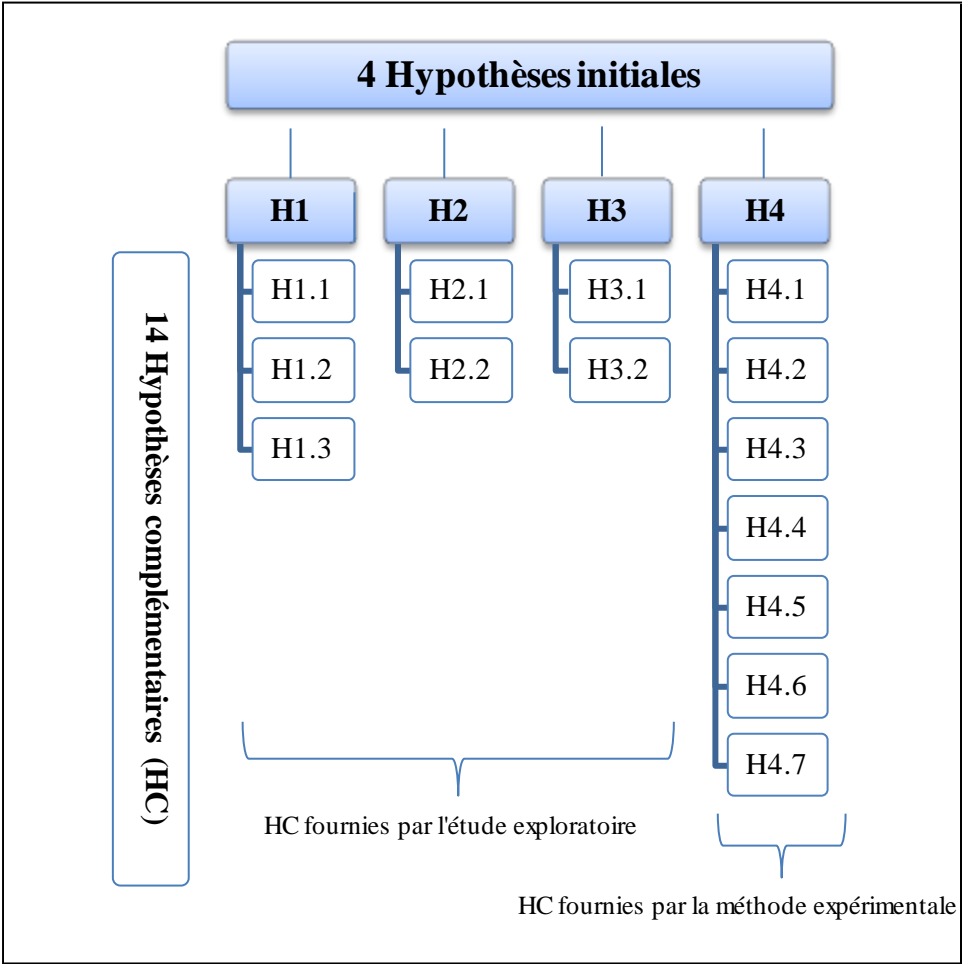 4 Hypothèses initiales
H1
H2
H3
H4
14 Hypothèses complémentaires (HC)
H1.1
H2.1
H3.1
H4.1
H1.2
H2.2
H3.2
H4.2
H1.3
H4.3
H4.4
H4.5
H4.6
H4.7
HC fournies par l'étude exploratoire
HC fournies par la méthode expérimentale